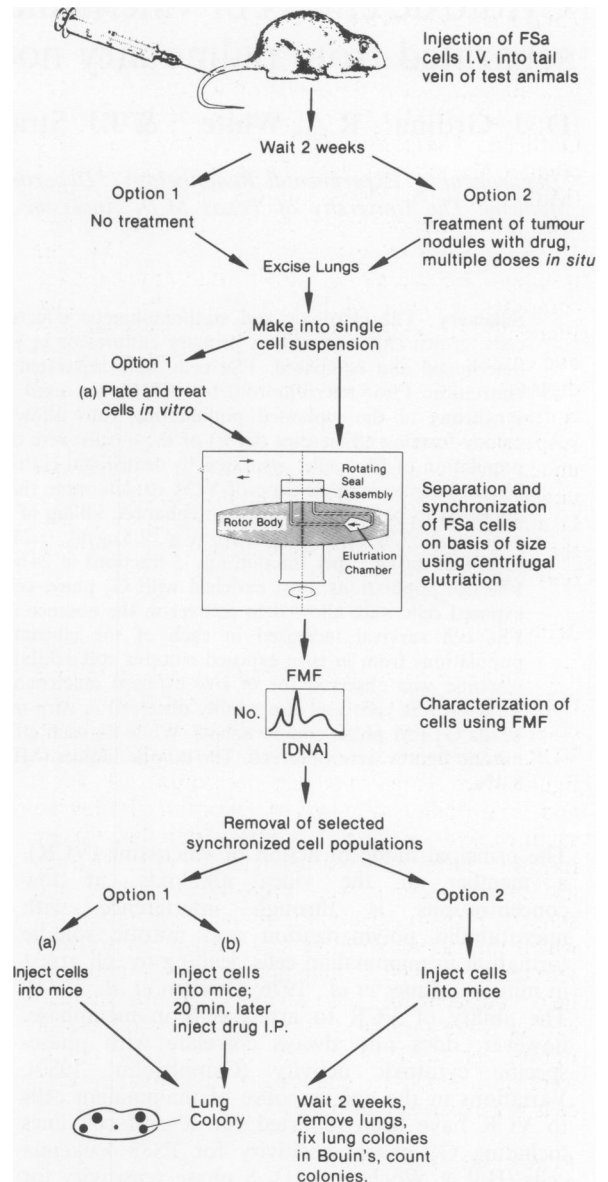 Injection of FSa
cells I.V. into tail
vein of test animals
Wait 2 weeks
Option 1
No treatment
Option 2
Treatment of tumour
nodules with drug,
multiple doses in situ
Excise Lungs
Make into single
cell suspension
Option 1
(a) Plate and treat
cells in vitro
Rotating
Seal
Assembly
Rotor Body
Elutriation
Chamber
Separation and
synchronization
of FSa cells
on basis of size
using centrifugal
elutriation
FMF
No.
[DNA]
Characterization of
cells using FMF
Removal of selected
synchronized cell populations
Option 1
Option 2
(a)
(b)
Inject cells
into mice
Inject cells
into mice;
20 min. later
inject drug I.P.
Inject cells
into mice
Lung
Colony
Wait 2 weeks,
remove lungs,
fix lung colonies
in Bouin's, count
colonies.